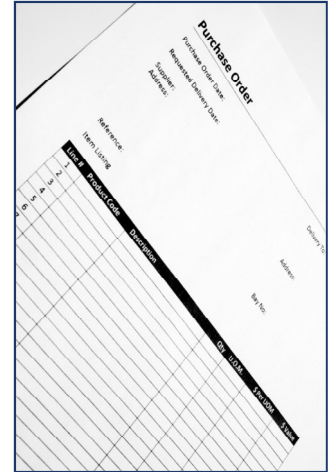 Purchase Order
Purchase Order Date:
Requested Delivery Date:
Supplier:
Address:
Delivery To:
Address:
Bay No:
Reference:
Item Listing
Line # Product Code Description Qty U.O.M. $ Per UOM $ Value
1
2
3
4
5
6